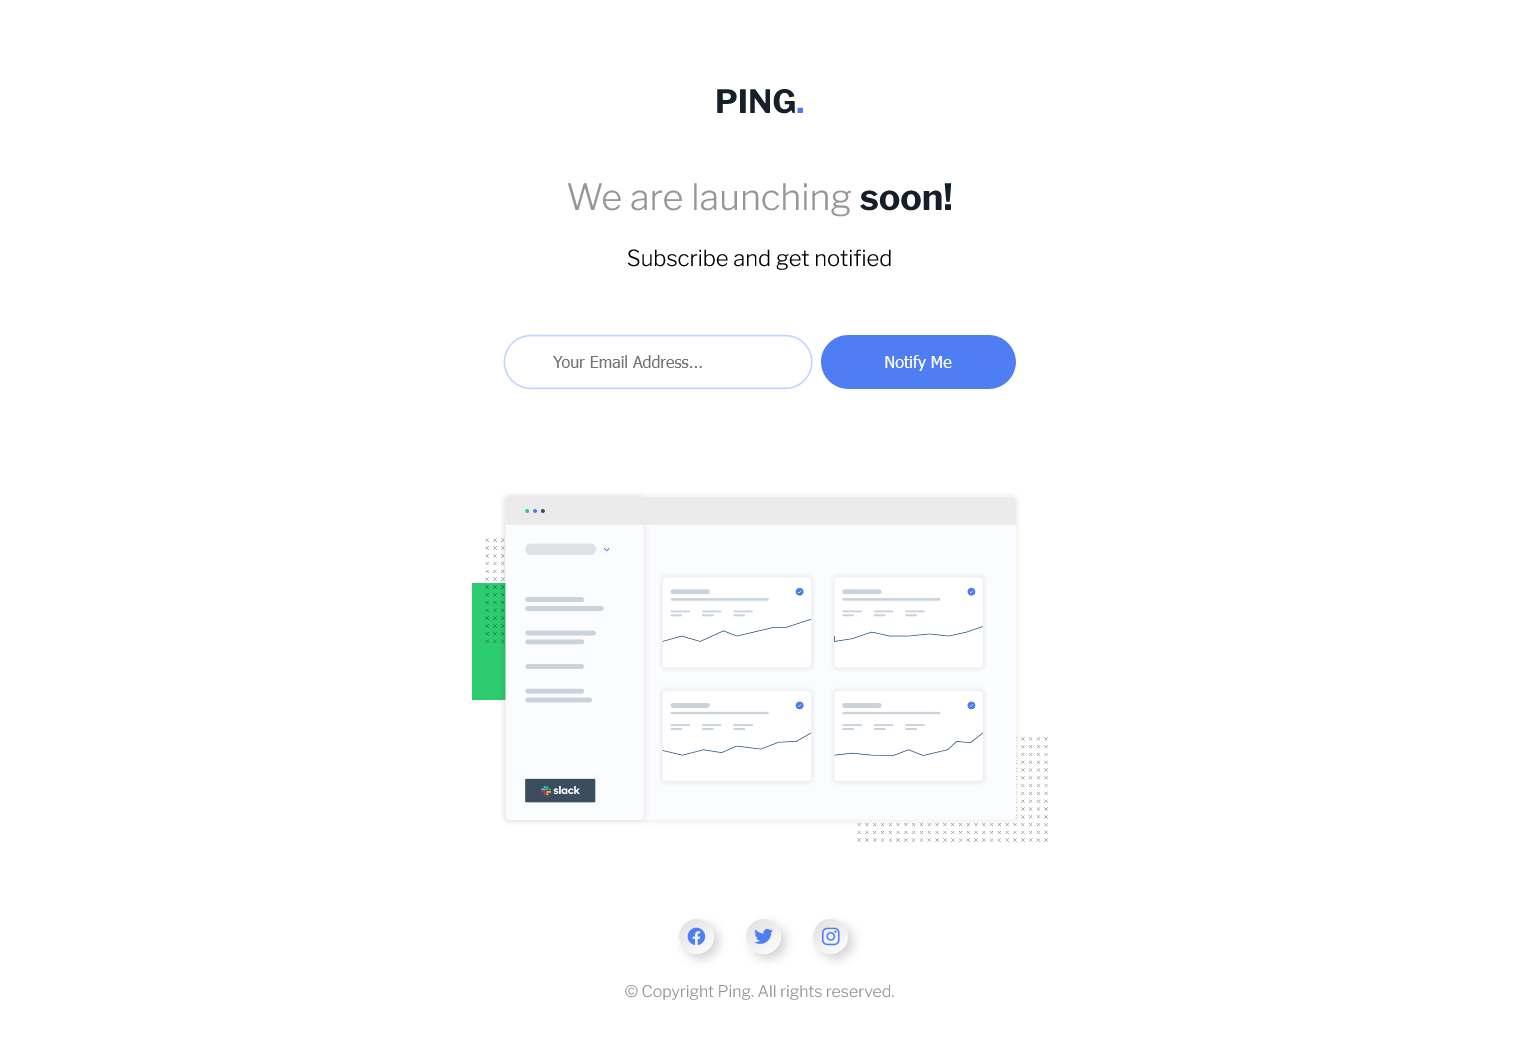 PING.
We are launching soon!
Subscribe and get notified
Your Email Address...
Notify Me
slack
© Copyright Ping. All rights reserved.